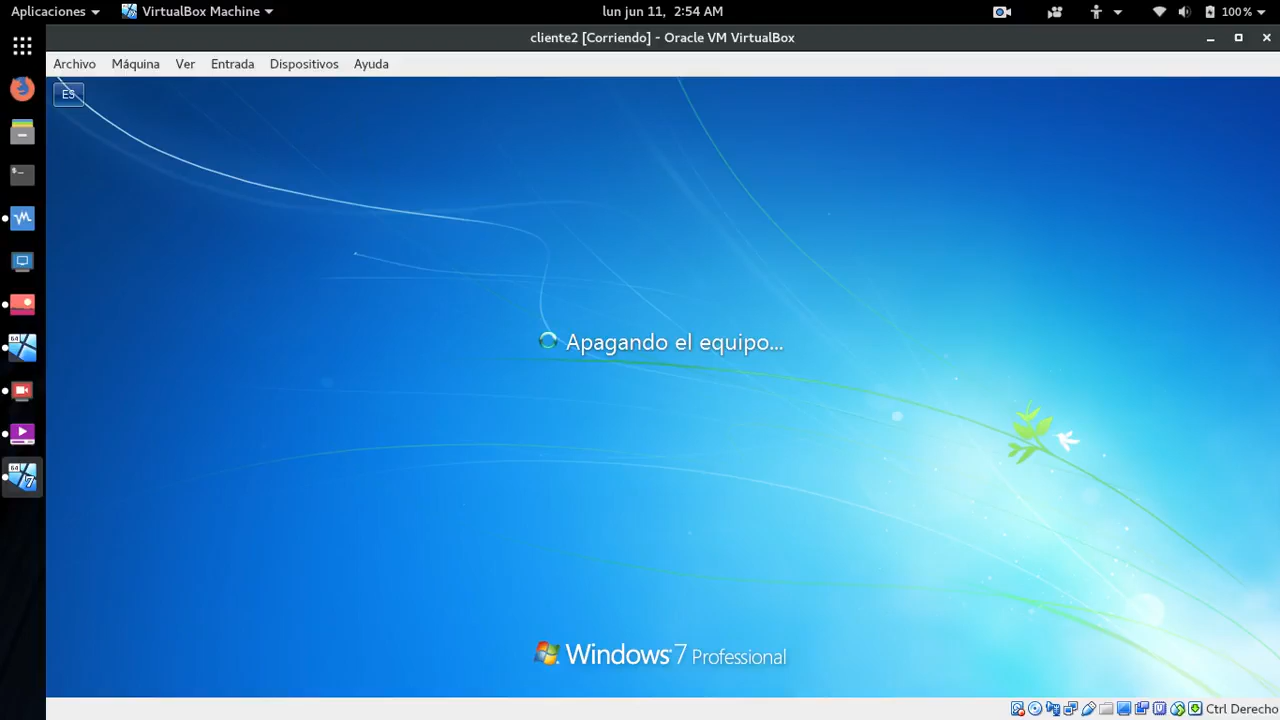 Aplicaciones VirtualBox Machine lun jun 11, 2:54 AM 100%
cliente2 [Corriendo] - Oracle VM VirtualBox
Archivo Máquina Ver Entrada Dispositivos Ayuda
ES
Apagando el equipo...
Windows 7 Professional
Ctrl Derecho